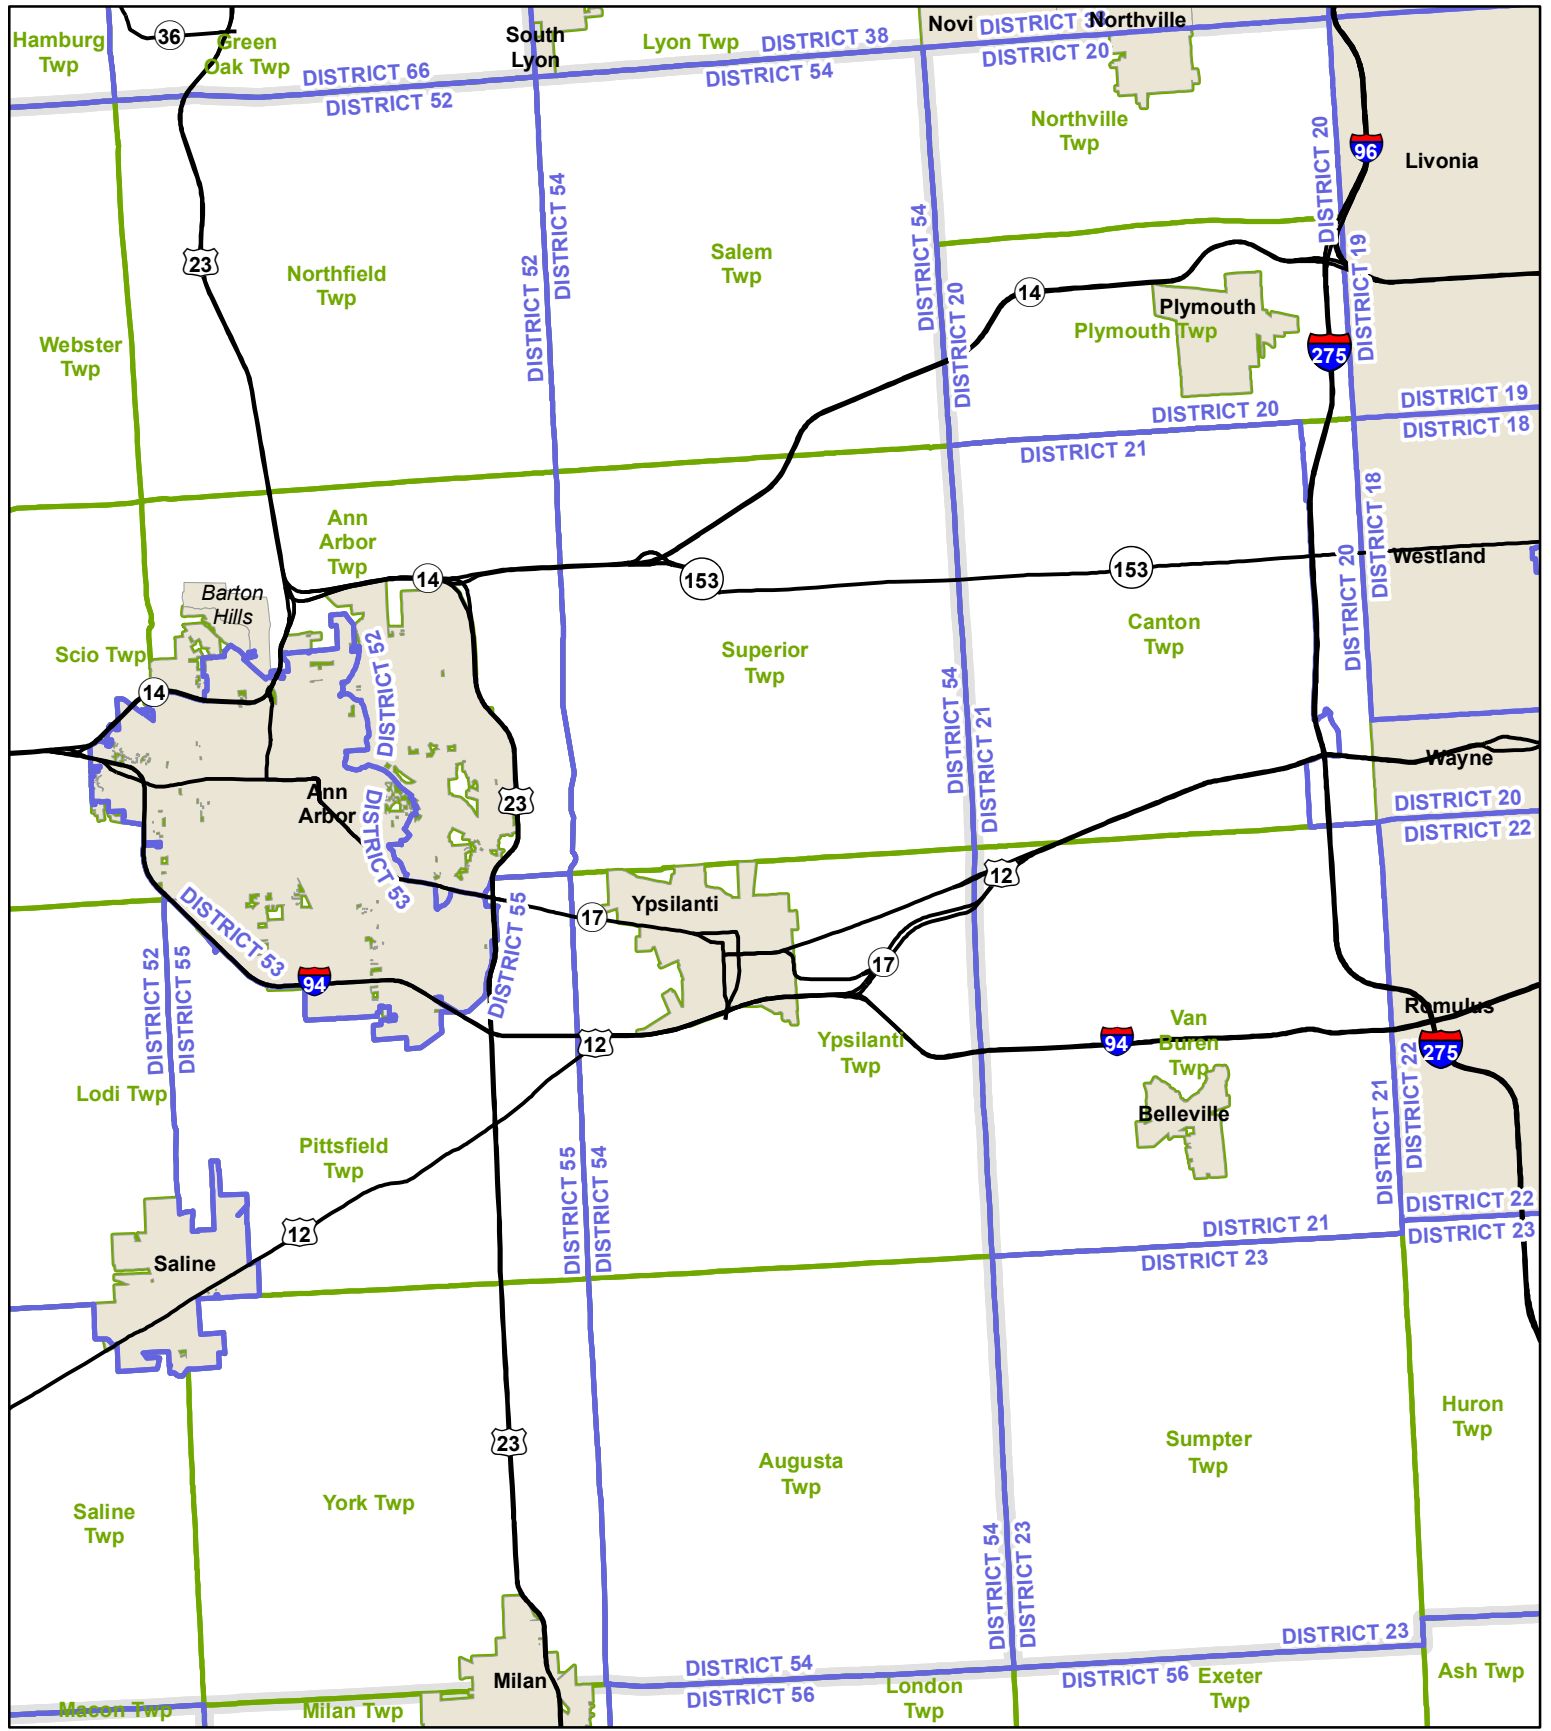 36
Hamburg
Twp
Green
Oak Twp
South
Lyon
Lyon Twp
DISTRICT 38
Novi
DISTRICT 38
Northville
DISTRICT 66
DISTRICT 52
DISTRICT 54
DISTRICT 20
Northville
Twp
DISTRICT 20
96
Livonia
DISTRICT 54
DISTRICT 52
DISTRICT 54
DISTRICT 20
DISTRICT 19
23
Northfield
Twp
Salem
Twp
14
Plymouth
Plymouth Twp
275
Webster
Twp
DISTRICT 20
DISTRICT 21
DISTRICT 19
DISTRICT 18
DISTRICT 18
DISTRICT 20
Ann
Arbor
Twp
14
153
153
Westland
Barton
Hills
Scio Twp
14
DISTRICT 52
Superior
Twp
Canton
Twp
DISTRICT 54
DISTRICT 21
Ann
Arbor
DISTRICT 53
23
Wayne
DISTRICT 20
DISTRICT 22
12
DISTRICT 53
DISTRICT 55
17
Ypsilanti
17
DISTRICT 52
DISTRICT 55
94
12
Ypsilanti
Twp
94
Van
Buren
Twp
Romulus
275
Belleville
DISTRICT 21
DISTRICT 22
Lodi Twp
Pittsfield
Twp
DISTRICT 55
DISTRICT 54
12
Saline
DISTRICT 21
DISTRICT 23
DISTRICT 22
DISTRICT 23
23
Augusta
Twp
Sumpter
Twp
Huron
Twp
Saline
Twp
York Twp
DISTRICT 54
DISTRICT 23
DISTRICT 23
Milan
DISTRICT 54
DISTRICT 56
DISTRICT 56
Macon Twp
Milan Twp
London
Twp
Exeter
Twp
Ash Twp